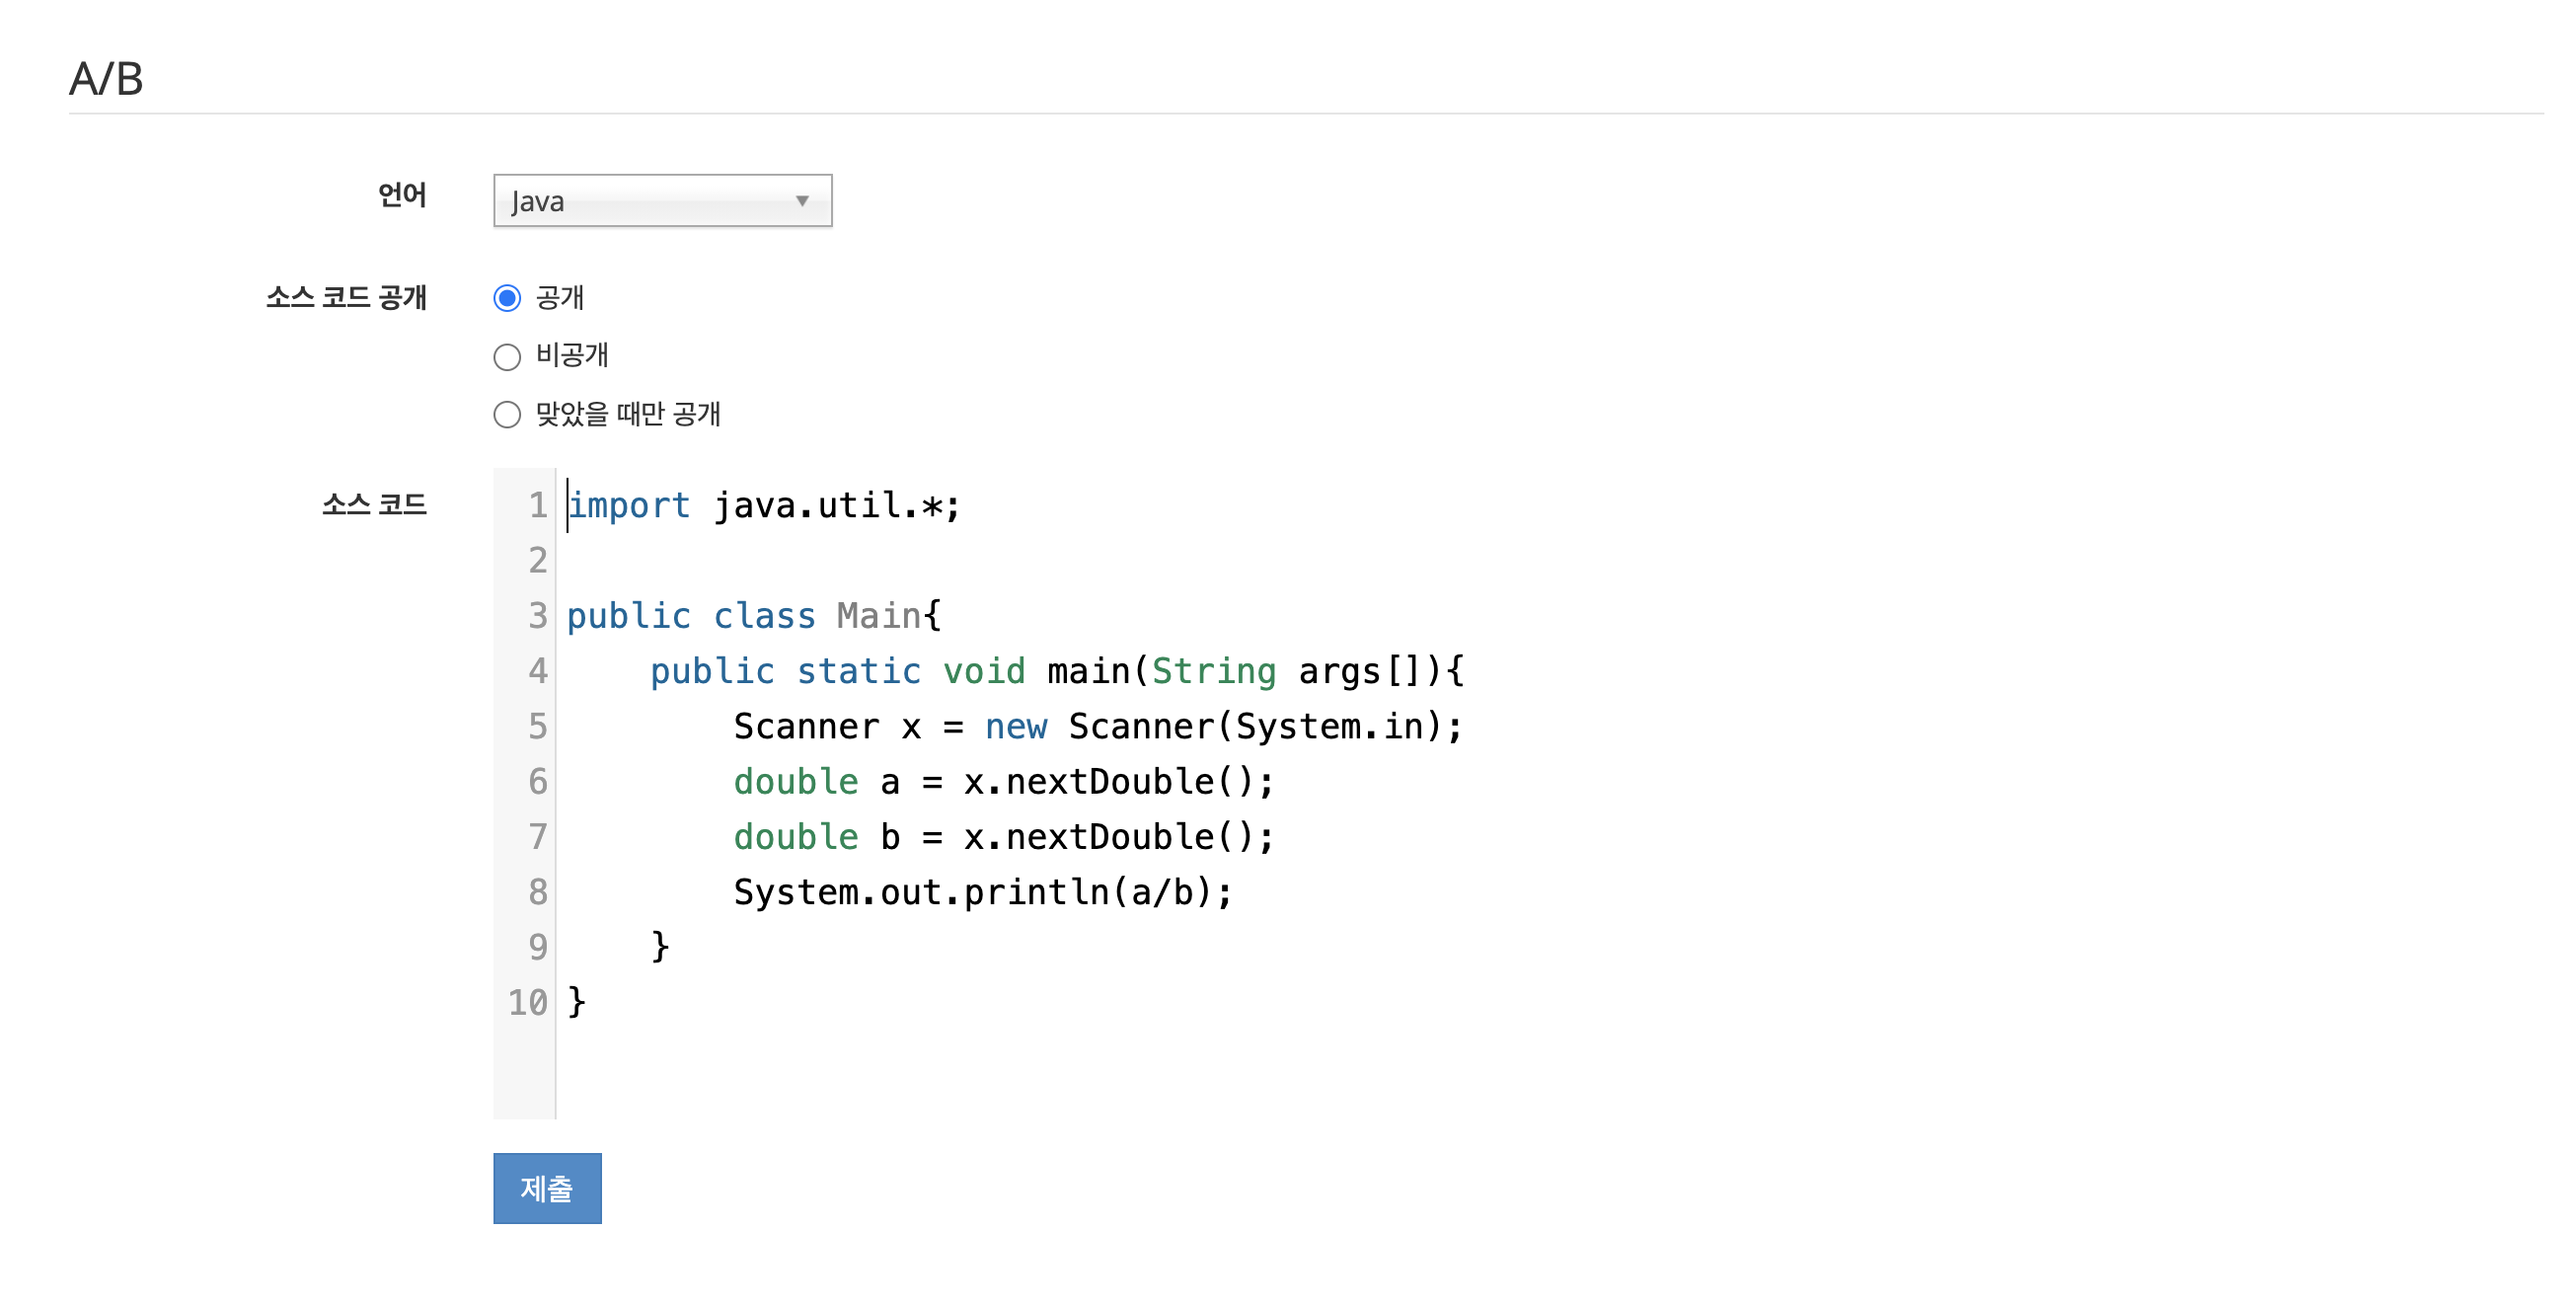 A/B
언어
Java
소스 코드 공개
공개
비공개
맞았을 때만 공개
소스 코드
1 import java.util.*;
2
3 public class Main{
4     public static void main(String args[]){
5         Scanner x = new Scanner(System.in);
6         double a = x.nextDouble();
7         double b = x.nextDouble();
8         System.out.println(a/b);
9     }
10 }
제출